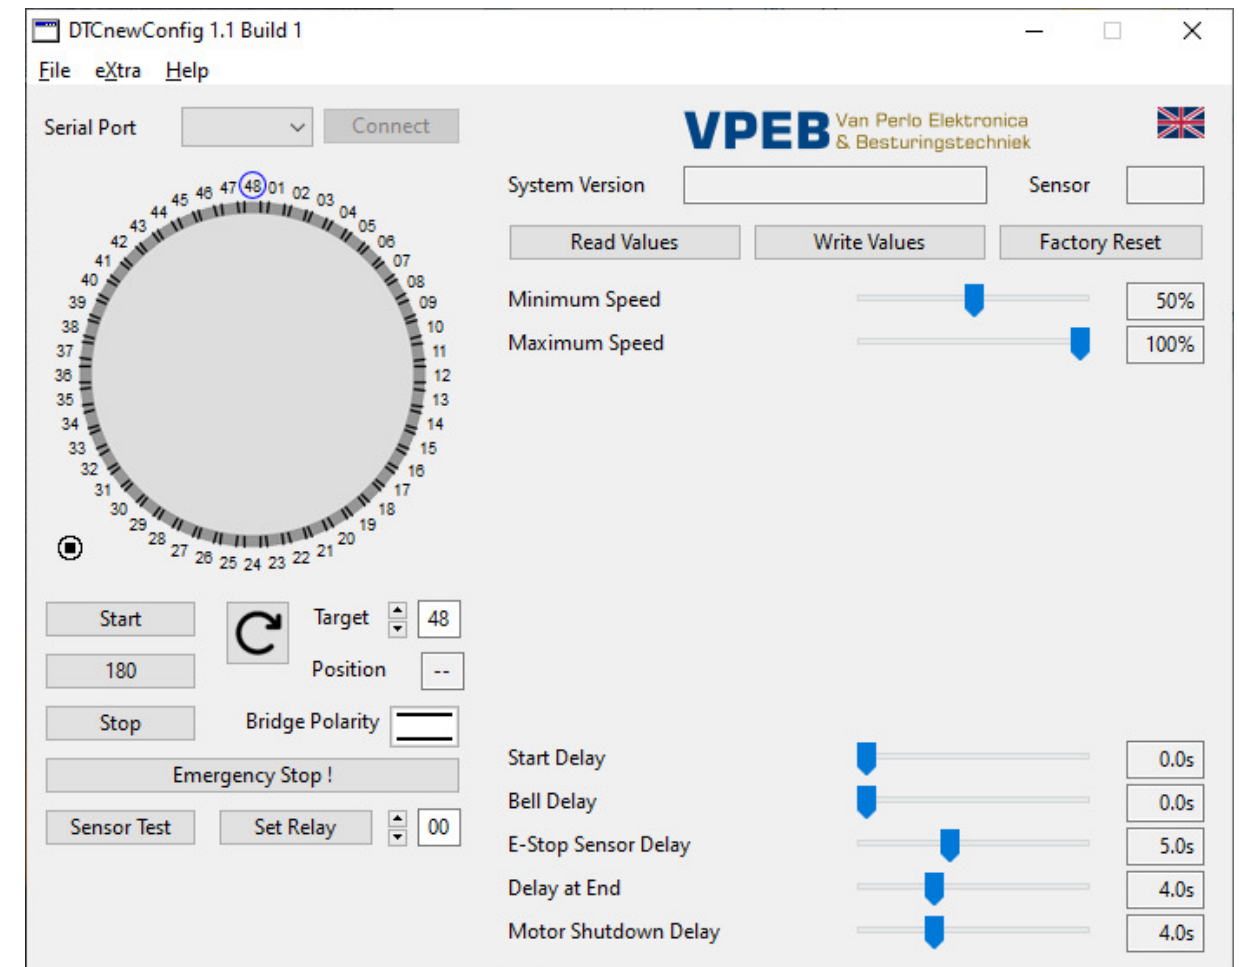 DTCnewConfig 1.1 Build 1
File eXtra Help
Serial Port Connect
VPEB Van Perlo Elektronica
& Besturingstechniek
System Version Sensor
Read Values Write Values Factory Reset
Minimum Speed 50%
Maximum Speed 100%
48
01
02
03
04
05
06
07
08
09
10
11
12
13
14
15
16
17
18
19
20
21
22
23
24
25
26
27
28
29
30
31
32
33
34
35
36
37
38
39
40
41
42
43
44
45
46
47
Start Target 48
180 Position --
Stop Bridge Polarity
Emergency Stop !
Sensor Test Set Relay 00
Start Delay 0.0s
Bell Delay 0.0s
E-Stop Sensor Delay 5.0s
Delay at End 4.0s
Motor Shutdown Delay 4.0s